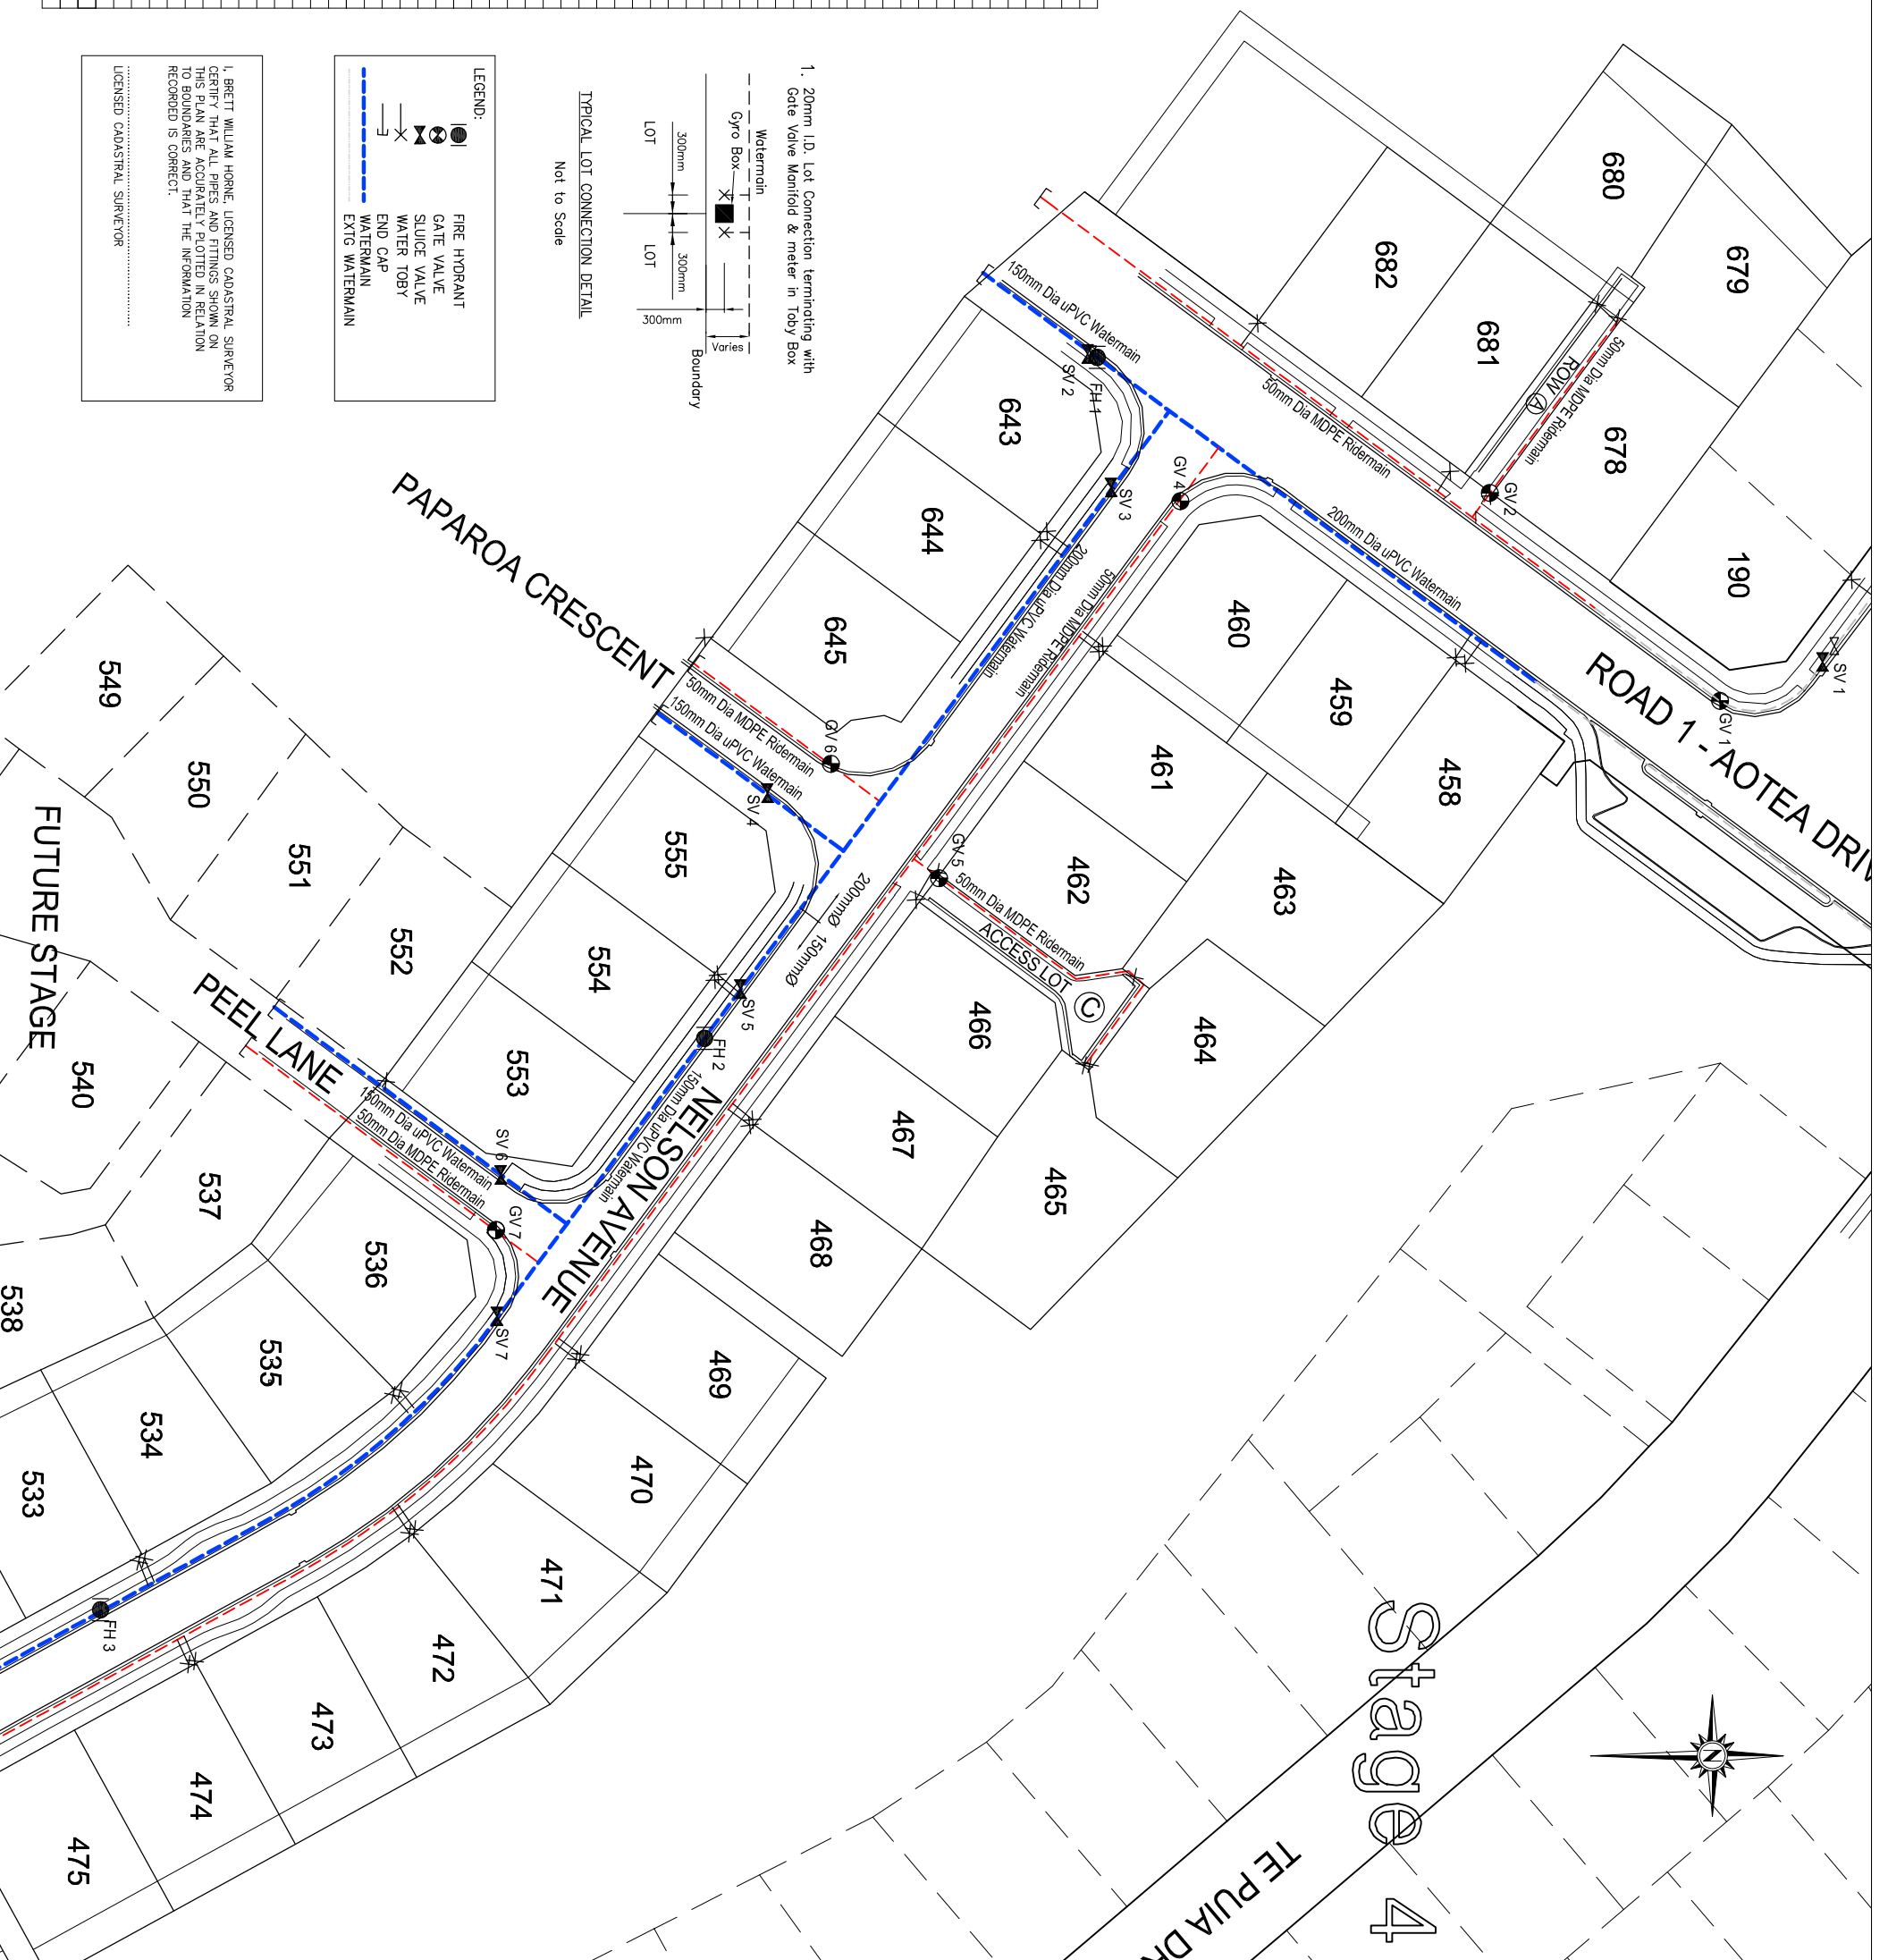 1. 20mm I.D. Lot Connection terminating with
Gate Valve Manifold & meter in Toby Box
Watermain
Gyro Box
300mm
300mm
LOT
LOT
300mm
Varies
Boundary
TYPICAL LOT CONNECTION DETAIL
Not to Scale
LEGEND:
FIRE HYDRANT
GATE VALVE
SLUICE VALVE
WATER TOBY
END CAP
WATERMAIN
EXTG WATERMAIN
I, BRETT WILLIAM HORNE, LICENSED CADASTRAL SURVEYOR
CERTIFY THAT ALL PIPES AND FITTINGS SHOWN ON
THIS PLAN ARE ACCURATELY PLOTTED IN RELATION
TO BOUNDARIES AND THAT THE INFORMATION
RECORDED IS CORRECT.
LICENSED CADASTRAL SURVEYOR
680
679
682
681
678
190
ROW A
50mm Dia MDPE Ridermain
50mm Dia MDPE Ridermain
GV 2
SV 1
GV 1
ROAD 1 - AOTEA DRIV
150mm Dia uPVC Watermain
SV 2
FH 1
SV 3
GV 4
200mm Dia uPVC Watermain
200mm Dia uPVC Watermain
50mm Dia MDPE Ridermain
643
644
645
460
459
458
461
462
463
464
465
466
467
468
469
470
471
472
473
474
475
PAPAROA CRESCENT
50mm Dia MDPE Ridermain
150mm Dia uPVC Watermain
GV 6
SV 4
GV 5
50mm Dia MDPE Ridermain
ACCESS LOT
C
200mmØ
150mmØ
SV 5
FH 2
150mm Dia uPVC Watermain
NELSON AVENUE
555
554
553
552
551
550
549
FUTURE STAGE
540
PEEL LANE
150mm Dia uPVC Watermain
50mm Dia MDPE Ridermain
SV 6
GV 7
SV 7
537
536
535
534
533
538
FH 3
Stage 4
TE PUIA DR
N